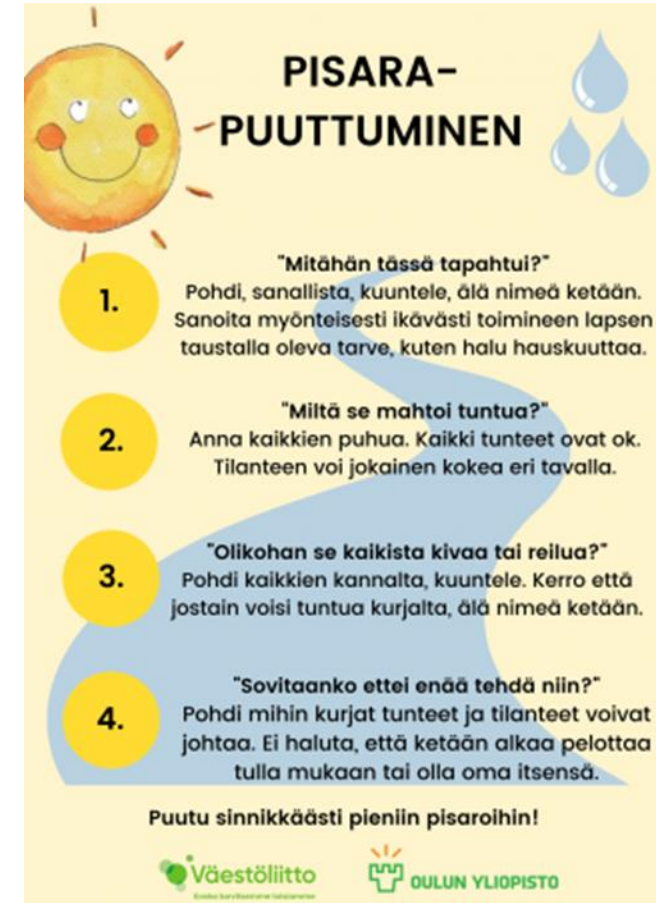 PISARA-
PUUTTUMINEN
1.
"Mitähän tässä tapahtui?"
Pohdi, sanallista, kuuntele, älä nimeä ketään.
Sanoita myönteisesti ikävästi toimineen lapsen
taustalla oleva tarve, kuten halu hauskuuttaa.
2.
"Miltä se mahtoi tuntua?"
Anna kaikkien puhua. Kaikki tunteet ovat ok.
Tilanteen voi jokainen kokea eri tavalla.
3.
"Olikohan se kaikista kivaa tai reilua?"
Pohdi kaikkien kannalta, kuuntele. Kerro että
jostain voisi tuntua kurjalta, älä nimeä ketään.
4.
"Sovitaanko ettei enää tehdä niin?"
Pohdi mihin kurjat tunteet ja tilanteet voivat
johtaa. Ei haluta, että ketään alkaa pelottaa
tulla mukaan tai olla oma itsensä.
Puutu sinnikkäästi pieniin pisaroihin!
Väestöliitto
OULUN YLIOPISTO